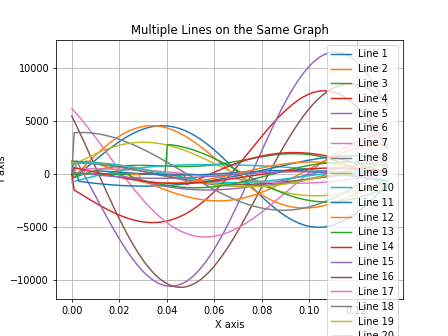 Multiple Lines on the Same Graph
10000
5000
0
−5000
−10000
axis
0.00
0.02
0.04
0.06
0.08
0.10
X axis
Line 1
Line 2
Line 3
Line 4
Line 5
Line 6
Line 7
Line 8
Line 9
Line 10
Line 11
Line 12
Line 13
Line 14
Line 15
Line 16
Line 17
Line 18
Line 19
Line 20